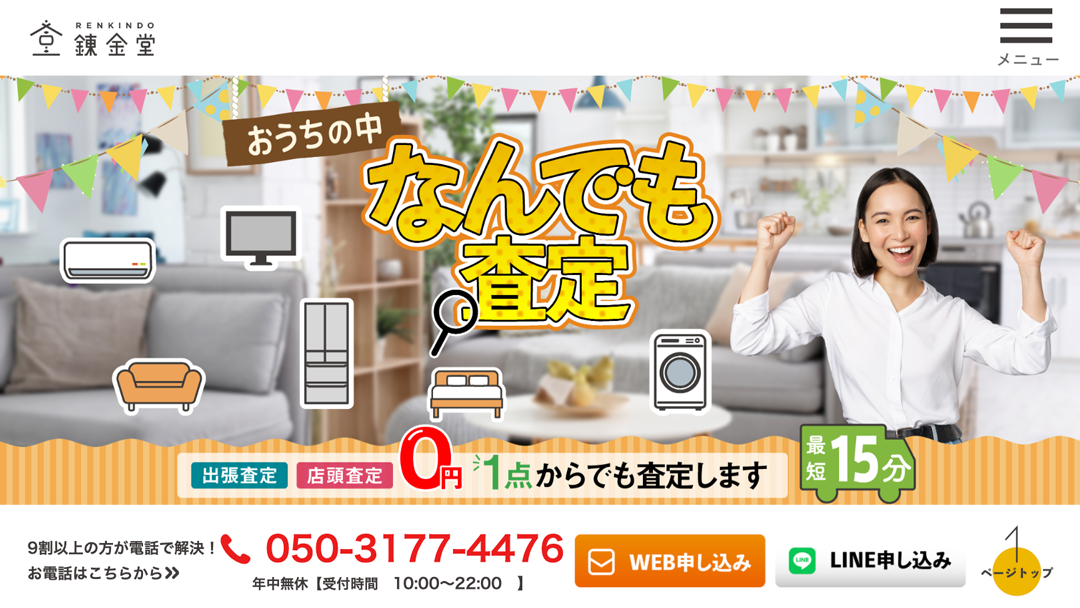 RENKINDO
錬金堂
メニュー
おうちの中
なんでも
査定
出張査定
店頭査定
0円
1点からでも査定します
最短15分
9割以上の方が電話で解決！
お電話はこちらから
050-3177-4476
年中無休【受付時間　10:00〜22:00　】
WEB申し込み
LINE
LINE申し込み
ページトップ